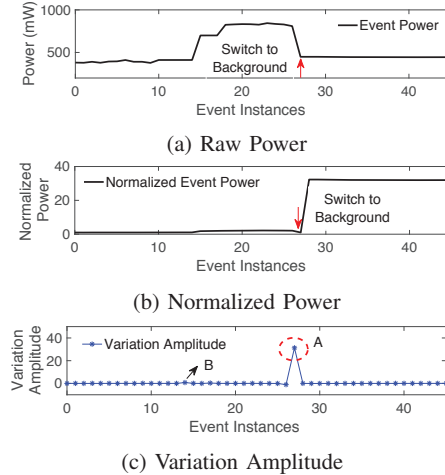 Power (mW)
1000
500
Event Power
Switch to
Background
0 10 20 30 40
Event Instances
(a) Raw Power
Normalized
Power
40
20
0
Normalized Event Power
Switch to
Background
0 10 20 30 40
Event Instances
(b) Normalized Power
Variation
Amplitude
40
20
0
Variation Amplitude
A
B
0 10 20 30 40
Event Instances
(c) Variation Amplitude